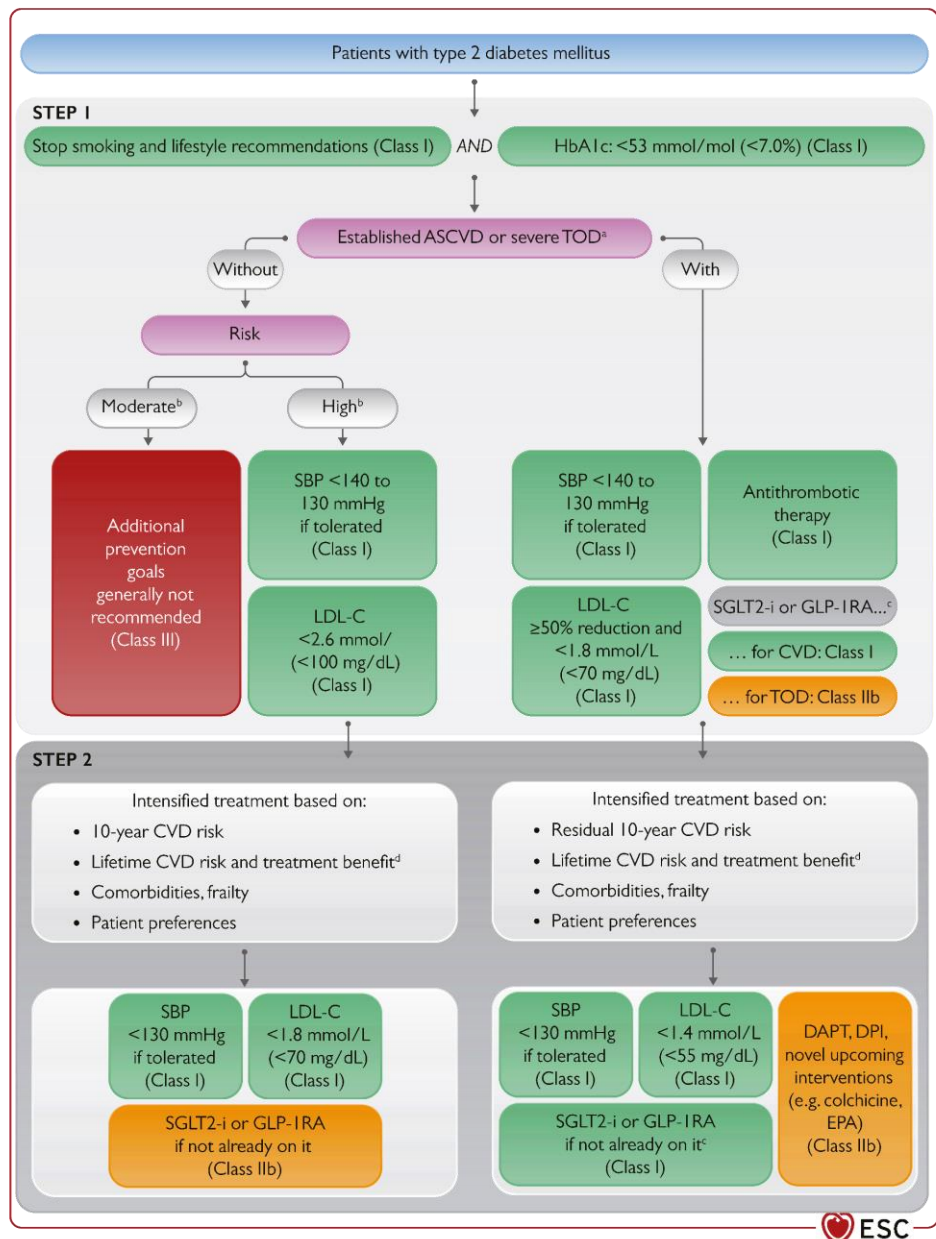 Patients with type 2 diabetes mellitus
STEP 1
Stop smoking and lifestyle recommendations (Class I)
AND
HbA1c: <53 mmol/mol (<7.0%) (Class I)
Established ASCVD or severe TODᵃ
Without
With
Risk
Moderateᵇ
Highᵇ
Additional
prevention
goals
generally not
recommended
(Class III)
SBP <140 to
130 mmHg
if tolerated
(Class I)
LDL-C
<2.6 mmol/
(<100 mg/dL)
(Class I)
SBP <140 to
130 mmHg
if tolerated
(Class I)
LDL-C
≥50% reduction and
<1.8 mmol/L
(<70 mg/dL)
(Class I)
Antithrombotic
therapy
(Class I)
SGLT2-i or GLP-1RA...ᶜ
... for CVD: Class I
... for TOD: Class IIb
STEP 2
Intensified treatment based on:
• 10-year CVD risk
• Lifetime CVD risk and treatment benefitᵈ
• Comorbidities, frailty
• Patient preferences
Intensified treatment based on:
• Residual 10-year CVD risk
• Lifetime CVD risk and treatment benefitᵈ
• Comorbidities, frailty
• Patient preferences
SBP
<130 mmHg
if tolerated
(Class I)
LDL-C
<1.8 mmol/L
(<70 mg/dL)
(Class I)
SGLT2-i or GLP-1RA
if not already on it
(Class IIb)
SBP
<130 mmHg
if tolerated
(Class I)
LDL-C
<1.4 mmol/L
(<55 mg/dL)
(Class I)
SGLT2-i or GLP-1RA
if not already on itᶜ
(Class I)
DAPT, DPI,
novel upcoming
interventions
(e.g. colchicine,
EPA)
(Class IIb)
ESC